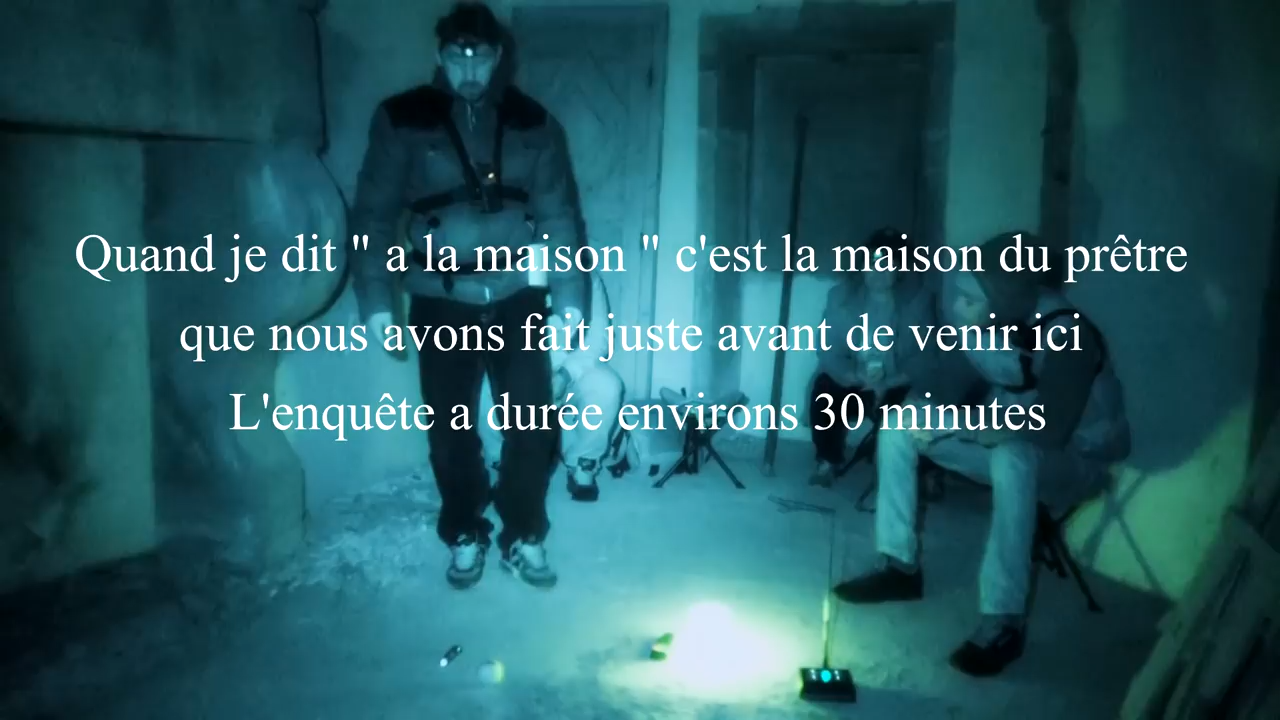 Quand je dit " a la maison " c'est la maison du prêtre
que nous avons fait juste avant de venir ici
L'enquête a durée environs 30 minutes